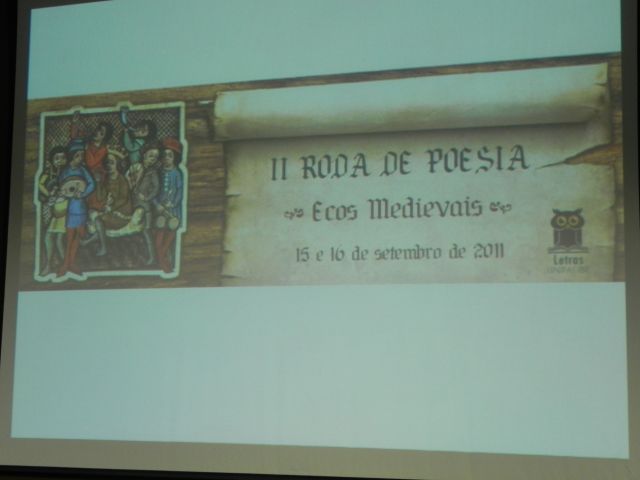 II RODA DE POESIA
Ecos Medievais
15 e 16 de setembro de 2011
Letras